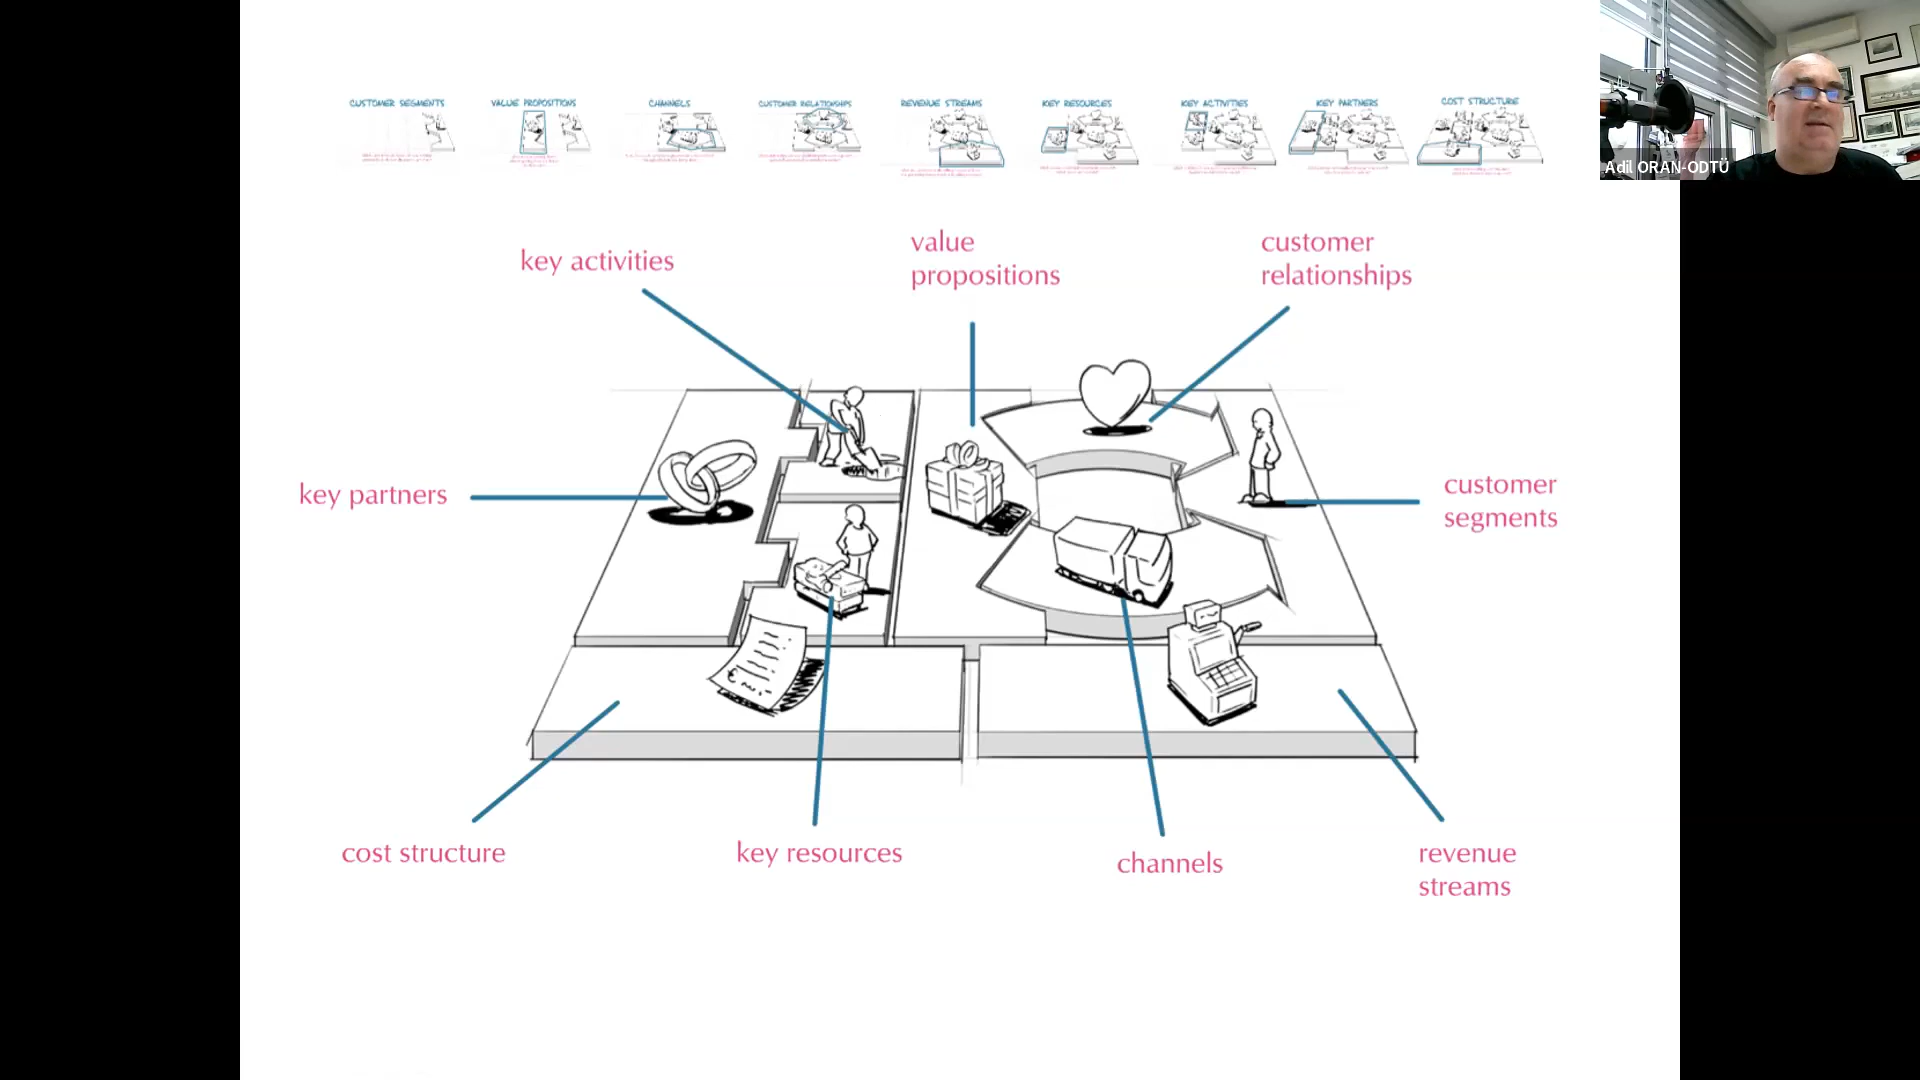 CUSTOMER SEGMENTS
VALUE PROPOSITIONS
CHANNELS
CUSTOMER RELATIONSHIPS
REVENUE STREAMS
KEY RESOURCES
KEY ACTIVITIES
KEY PARTNERS
COST STRUCTURE
Adil ORAN-ODTÜ
key activities
value
propositions
customer
relationships
key partners
customer
segments
cost structure
key resources
channels
revenue
streams